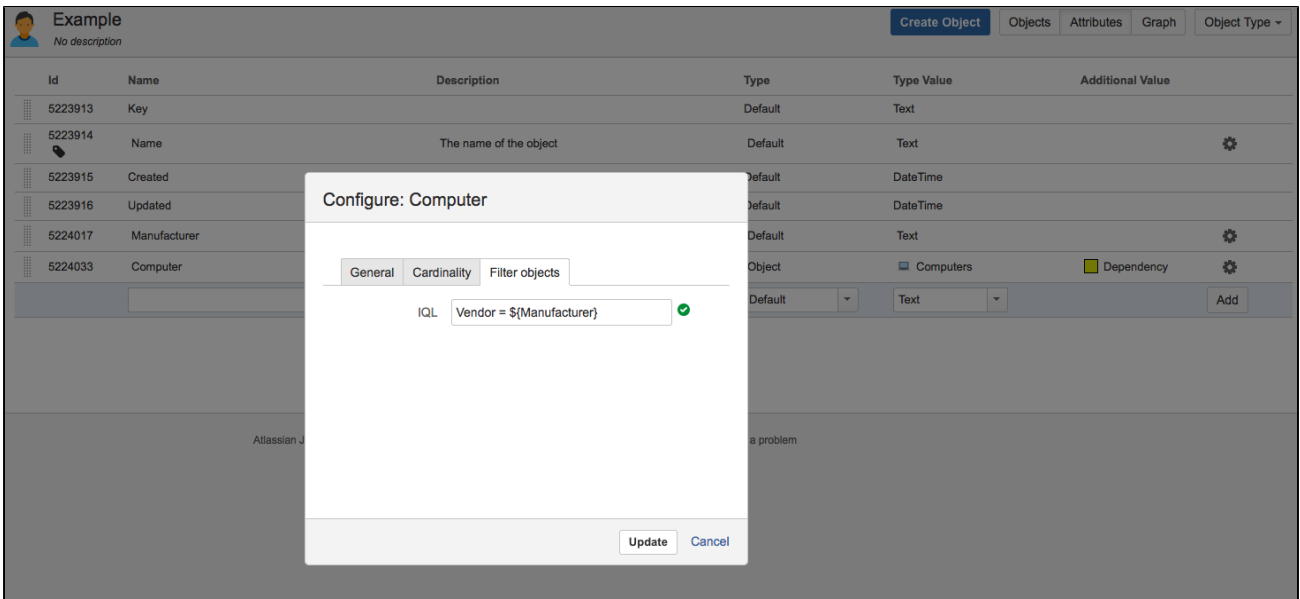 Example
No description
Create Object Objects Attributes Graph Object Type
Id Name Description Type Type Value Additional Value
5223913 Key Default Text
5223914 Name The name of the object Default Text
5223915 Created Default DateTime
5223916 Updated Default DateTime
5224017 Manufacturer Default Text
5224033 Computer Object Computers Dependency
Default Text Add
Configure: Computer
General Cardinality Filter objects
IQL Vendor = ${Manufacturer}
Update Cancel
Atlassian J
a problem